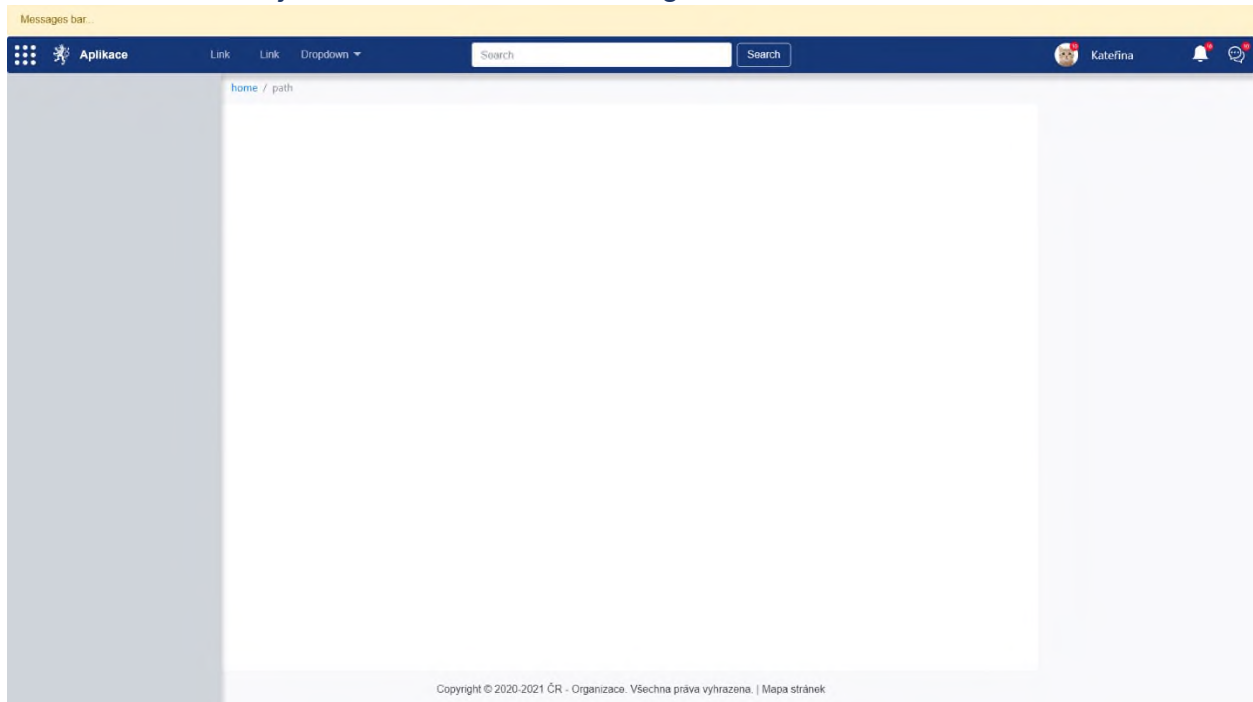 Messages bar...
Aplikace Link Link Dropdown Search Search Kateřina
home / path
Copyright © 2020-2021 ČR - Organizace. Všechna práva vyhrazena. | Mapa stránek